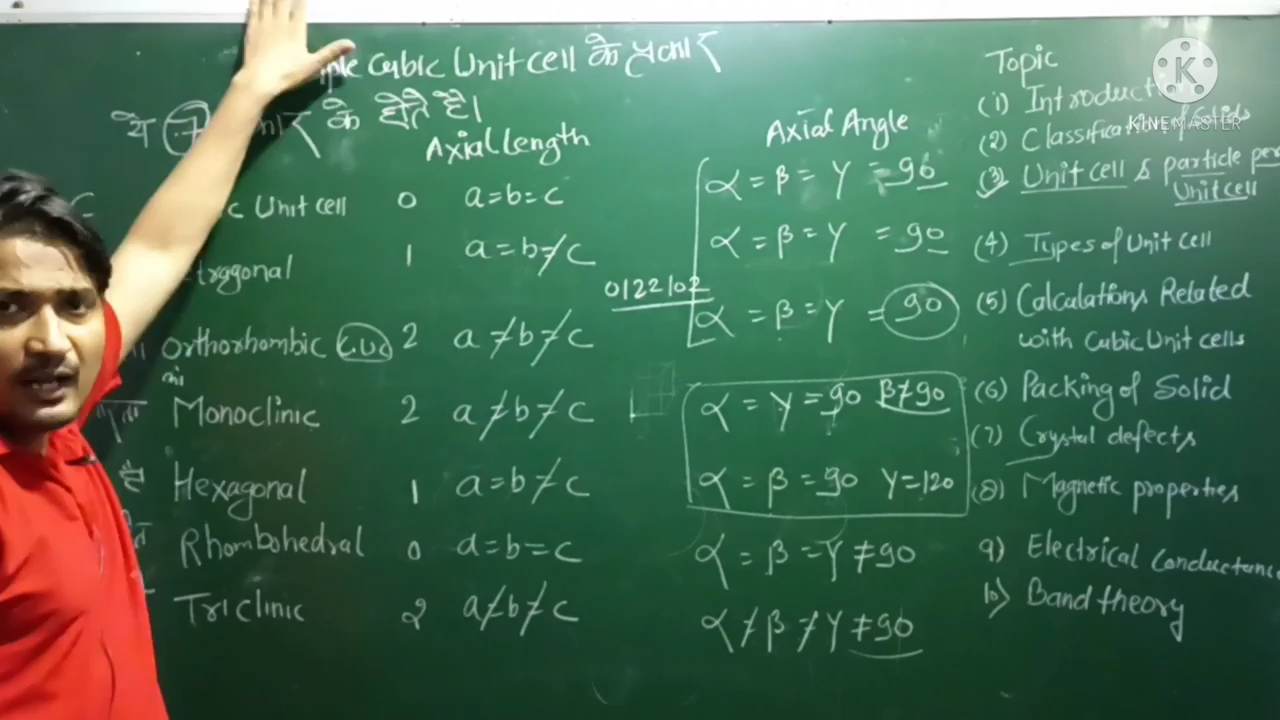 Cubic Unit cell के प्रकार
ये 7 के होते है।
Axial Length
Axial Angle
c Unit cell 0 a=b=c α = β = γ = 90
1 a=b≠c α = β = γ = 90
0122102
Orthorhombic 2 a≠b≠c α = β = γ = 90
Monoclinic 2 a≠b≠c α = γ = 90 β≠90
Hexagonal 1 a=b≠c α = β = 90 γ=120
Rhombohedral 0 a=b=c α = β = γ ≠ 90
Triclinic 2 a≠b≠c α ≠ β ≠ γ ≠ 90
Topic
(1) Introduct
(2) Classification of Solids
(3) Unit cell & particle per
Unit cell
(4) Types of Unit Cell
(5) Calculations Related
with Cubic Unit cells
(6) Packing of Solid
(7) Crystal defects
(8) Magnetic properties
9) Electrical Conductance
10) Band theory
K
KINEMASTER